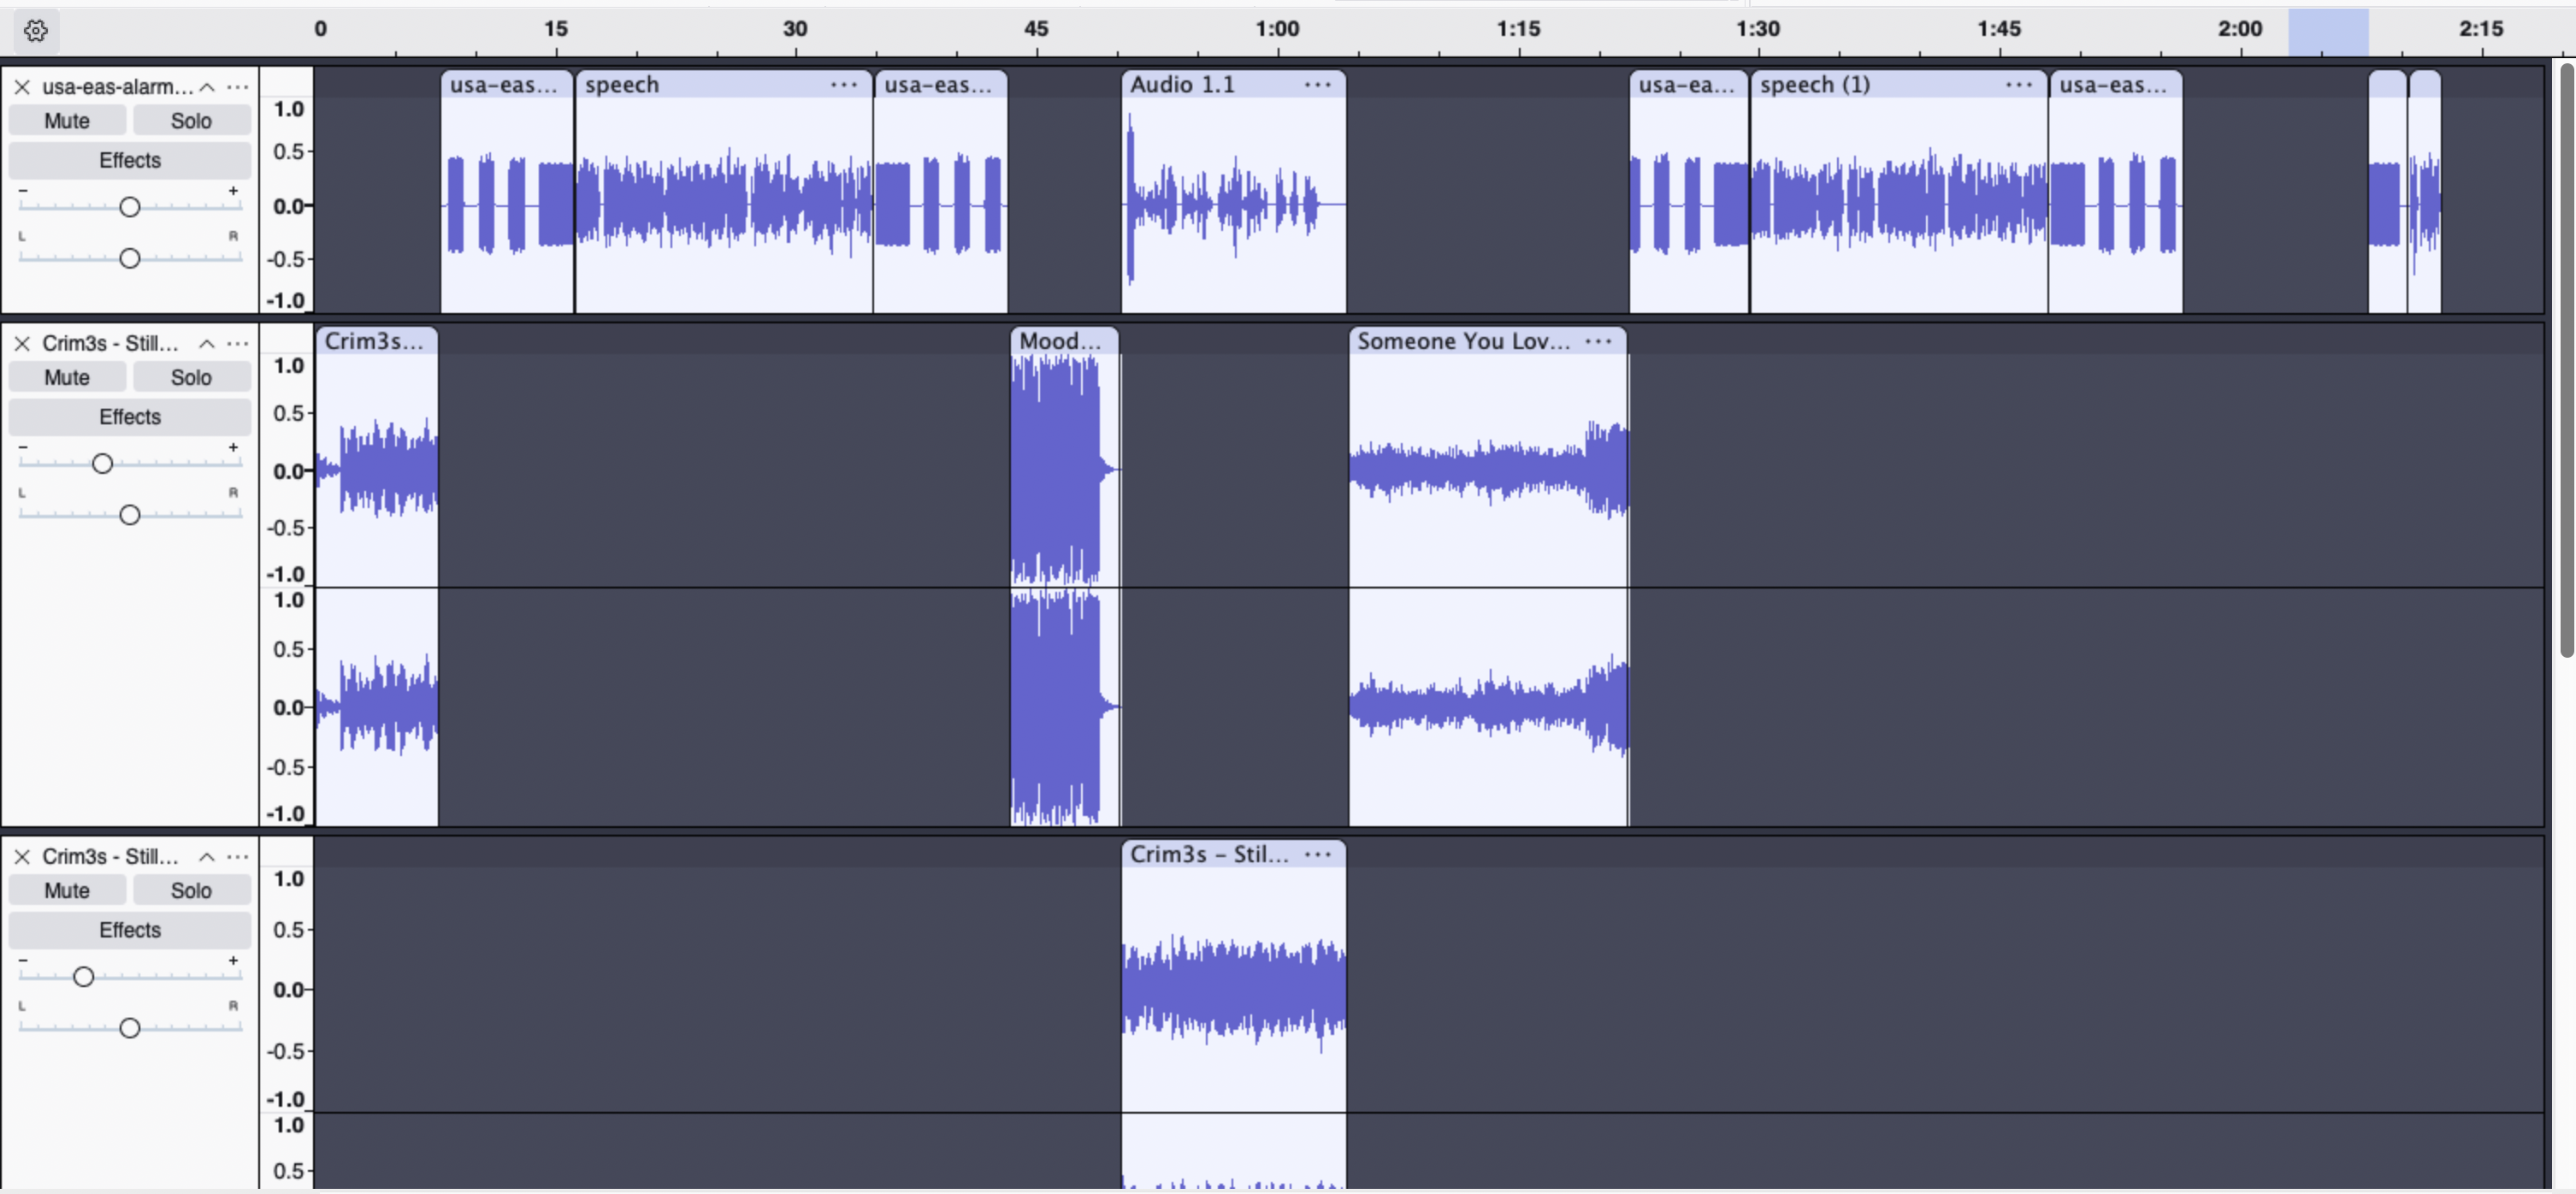 0 15 30 45 1:00 1:15 1:30 1:45 2:00 2:15
usa-eas-alarm...
Mute Solo
Effects
- +
L R
1.0
0.5
0.0
-0.5
-1.0
usa-eas... speech ... usa-eas... Audio 1.1 ... usa-ea... speech (1) ... usa-eas...
Crim3s - Still...
Mute Solo
Effects
- +
L R
1.0
0.5
0.0
-0.5
-1.0
1.0
0.5
0.0
-0.5
-1.0
Crim3s... Mood... Someone You Lov... ...
Crim3s - Still...
Mute Solo
Effects
- +
L R
1.0
0.5
0.0
-0.5
-1.0
1.0
0.5
Crim3s - Stil... ...